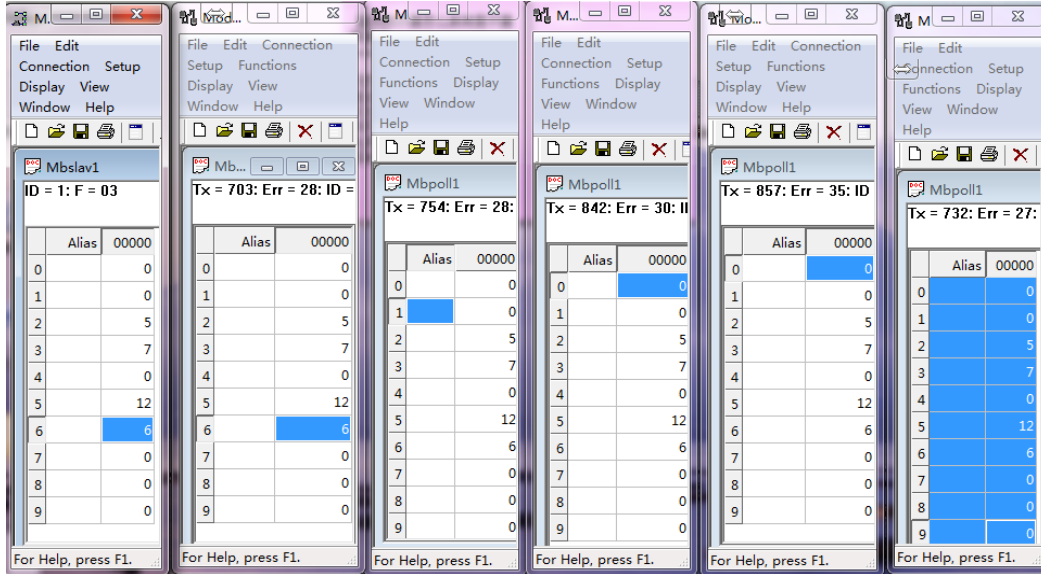 M...
File Edit
Connection Setup
Display View
Window Help
Mbslav1
ID = 1: F = 03
Alias 00000
0 0
1 0
2 5
3 7
4 0
5 12
6 6
7 0
8 0
9 0
For Help, press F1.
Mod...
File Edit Connection
Setup Functions
Display View
Window Help
Mb...
Tx = 703: Err = 28: ID =
Alias 00000
0 0
1 0
2 5
3 7
4 0
5 12
6 6
7 0
8 0
9 0
For Help, press F1.
M...
File Edit
Connection Setup
Functions Display
View Window
Help
Mbpoll1
Tx = 754: Err = 28:
Alias 00000
0 0
1 0
2 5
3 7
4 0
5 12
6 6
7 0
8 0
9 0
For Help, press F1.
M...
File Edit
Connection Setup
Functions Display
View Window
Help
Mbpoll1
Tx = 842: Err = 30: II
Alias 00000
0 0
1 0
2 5
3 7
4 0
5 12
6 6
7 0
8 0
9 0
For Help, press F1.
Mo...
File Edit Connection
Setup Functions
Display View
Window Help
Mbpoll1
Tx = 857: Err = 35: ID
Alias 00000
0 0
1 0
2 5
3 7
4 0
5 12
6 6
7 0
8 0
9 0
For Help, press F1.
M
File Edit
Connection Setup
Functions Display
View Window
Help
Mbpoll1
Tx = 732: Err = 27:
Alias 00000
0 0
1 0
2 5
3 7
4 0
5 12
6 6
7 0
8 0
9 0
For Help, press F1.